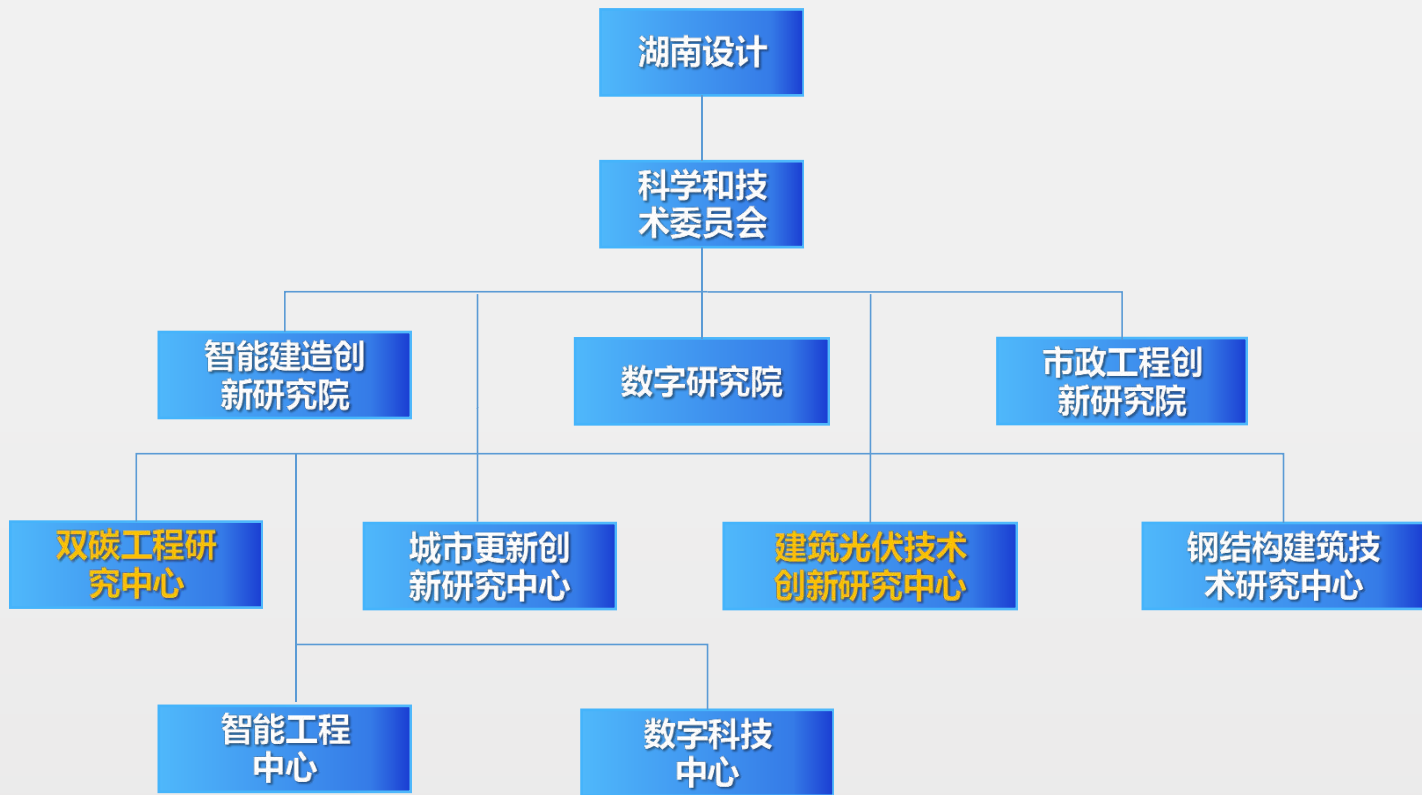 湖南设计
科学和技
术委员会
智能建造创
新研究院
数字研究院
市政工程创
新研究院
双碳工程研
究中心
城市更新创
新研究中心
建筑光伏技术
创新研究中心
钢结构建筑技
术研究中心
智能工程
中心
数字科技
中心